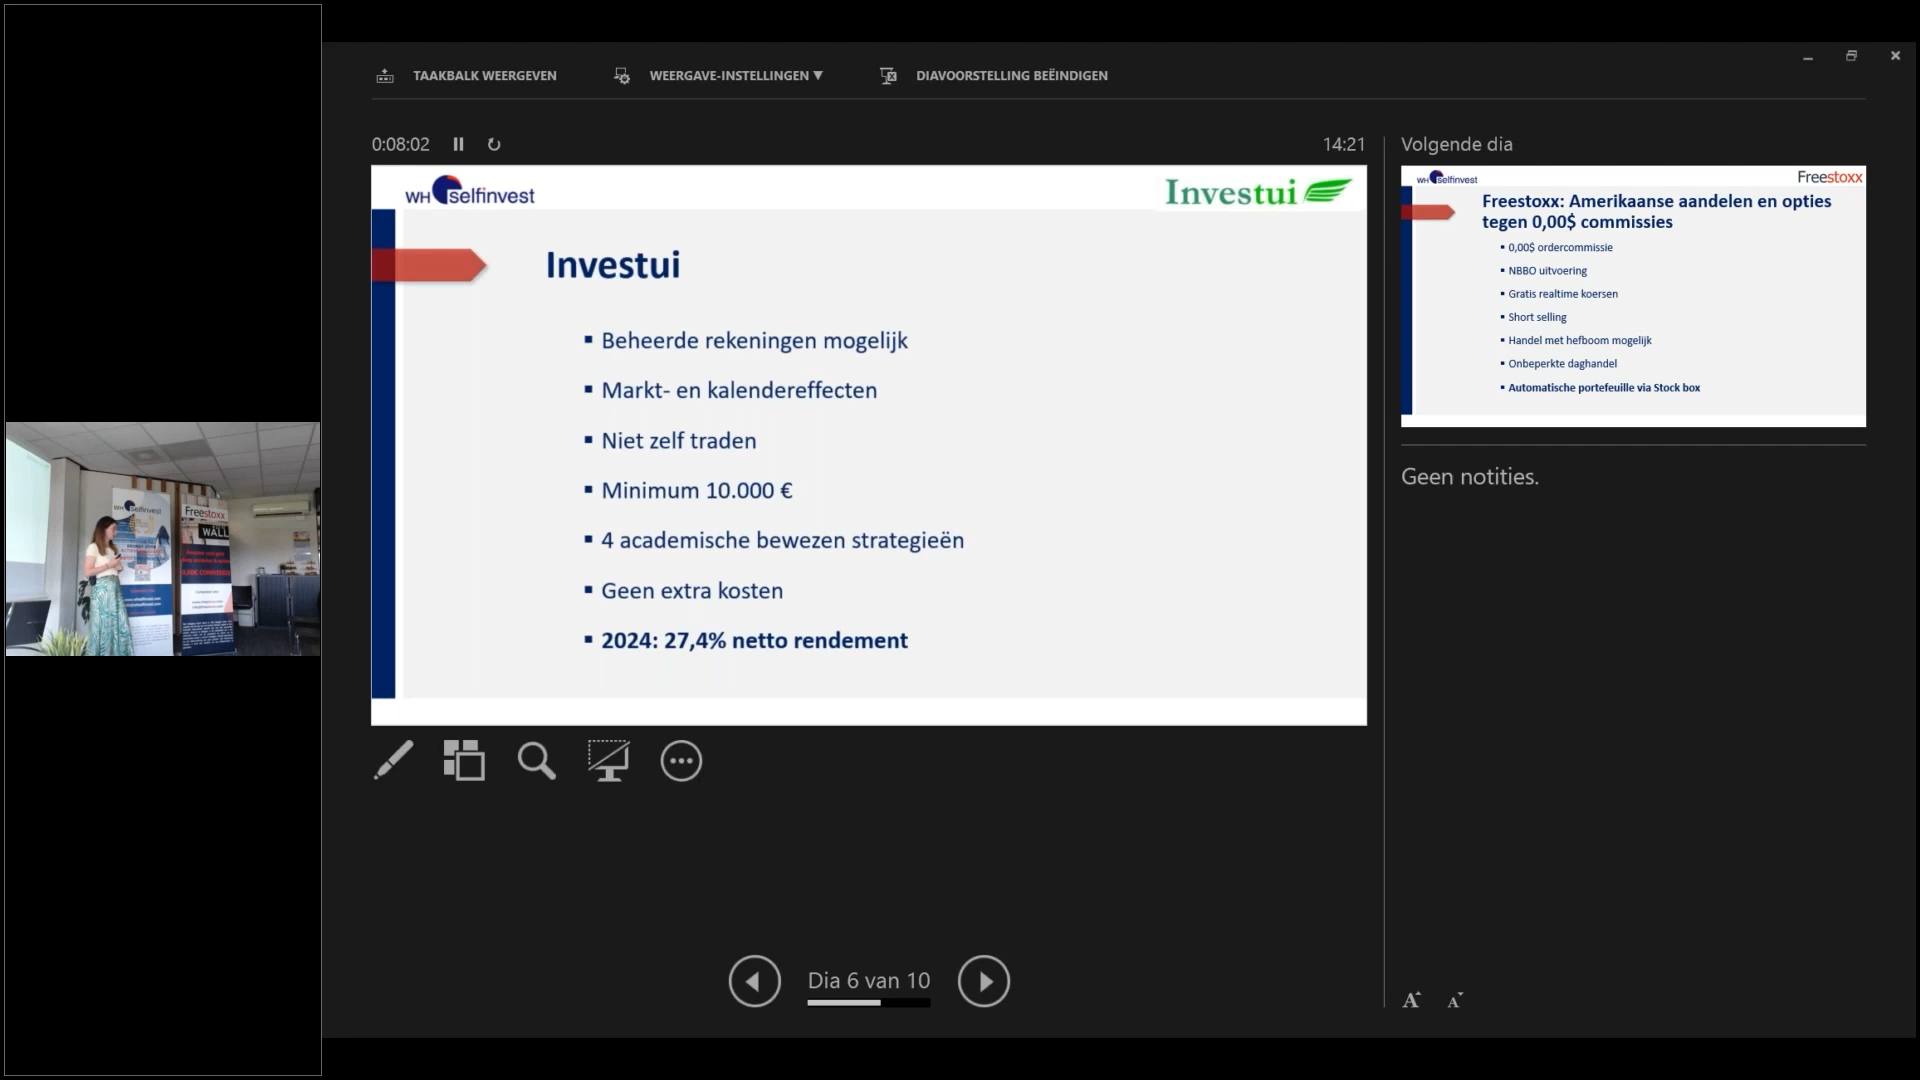 TAAKBALK WEERGEVEN
WEERGAVE-INSTELLINGEN ▼
DIAVOORSTELLING BEËINDIGEN
0:08:02
14:21
WH selfinvest
Investui
Investui
▪ Beheerde rekeningen mogelijk
▪ Markt- en kalendereffecten
▪ Niet zelf traden
▪ Minimum 10.000 €
▪ 4 academische bewezen strategieën
▪ Geen extra kosten
▪ 2024: 27,4% netto rendement
Dia 6 van 10
Volgende dia
WH selfinvest
Freestoxx
Freestoxx: Amerikaanse aandelen en opties
tegen 0,00$ commissies
▪ 0,00$ ordercommissie
▪ NBBO uitvoering
▪ Gratis realtime koersen
▪ Short selling
▪ Handel met hefboom mogelijk
▪ Onbeperkte daghandel
▪ Automatische portefeuille via Stock box
Geen notities.
A A
WH selfinvest
Freestoxx
WALL